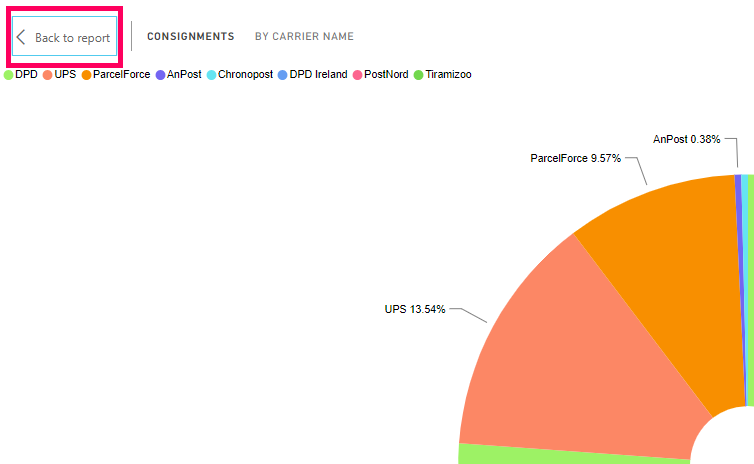 Back to report
CONSIGNMENTS BY CARRIER NAME
DPD UPS ParcelForce AnPost Chronopost DPD Ireland PostNord Tiramizoo
AnPost 0.38%
ParcelForce 9.57%
UPS 13.54%